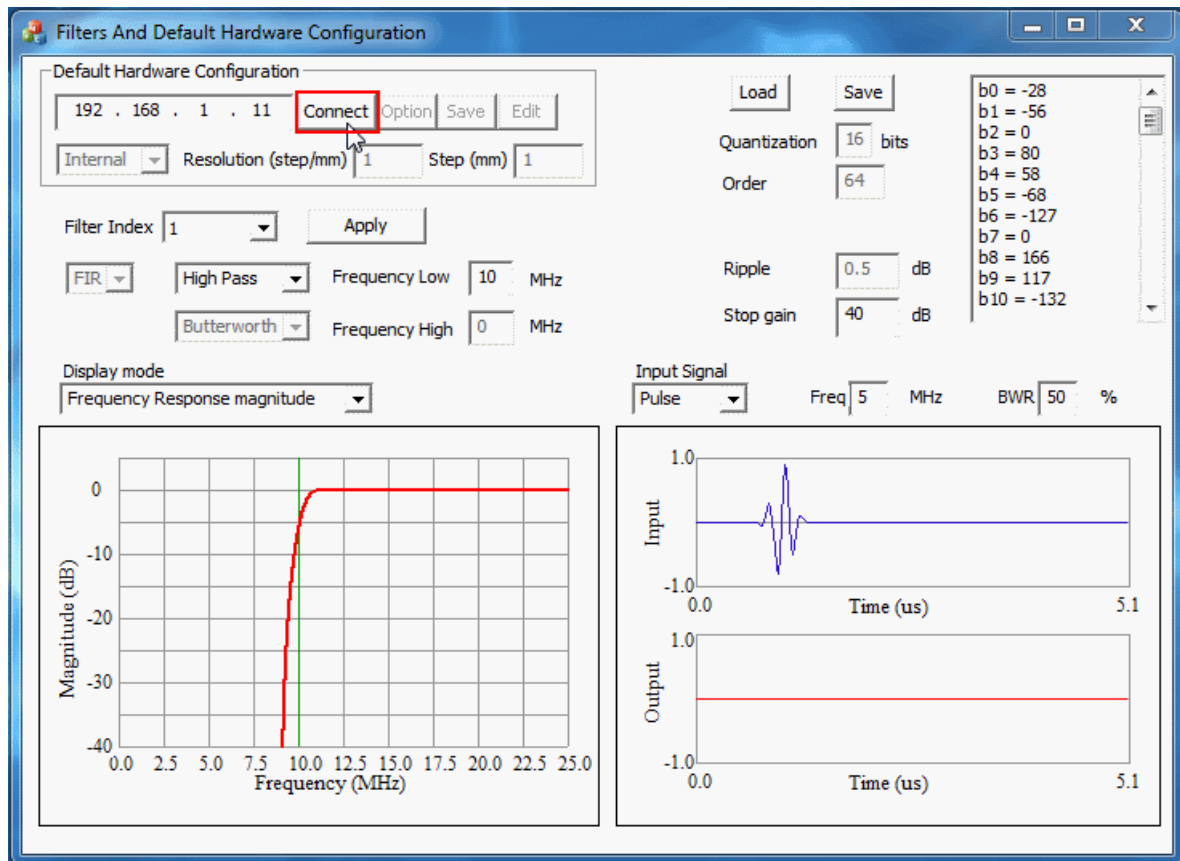 Filters And Default Hardware Configuration
Default Hardware Configuration
192 . 168 . 1 . 11 Connect Option Save Edit
Internal Resolution (step/mm) 1 Step (mm) 1
Filter Index 1 Apply
FIR High Pass Frequency Low 10 MHz
Butterworth Frequency High 0 MHz
Load Save
Quantization 16 bits
Order 64
Ripple 0.5 dB
Stop gain 40 dB
b0 = -28
b1 = -56
b2 = 0
b3 = 80
b4 = 58
b5 = -68
b6 = -127
b7 = 0
b8 = 166
b9 = 117
b10 = -132
Display mode
Frequency Response magnitude
Input Signal
Pulse Freq 5 MHz BWR 50 %
0
-10
-20
-30
-40
Magnitude (dB)
0.0 2.5 5.0 7.5 10.0 12.5 15.0 17.5 20.0 22.5 25.0
Frequency (MHz)
1.0
Input
-1.0
0.0 Time (us) 5.1
1.0
Output
-1.0
0.0 Time (us) 5.1